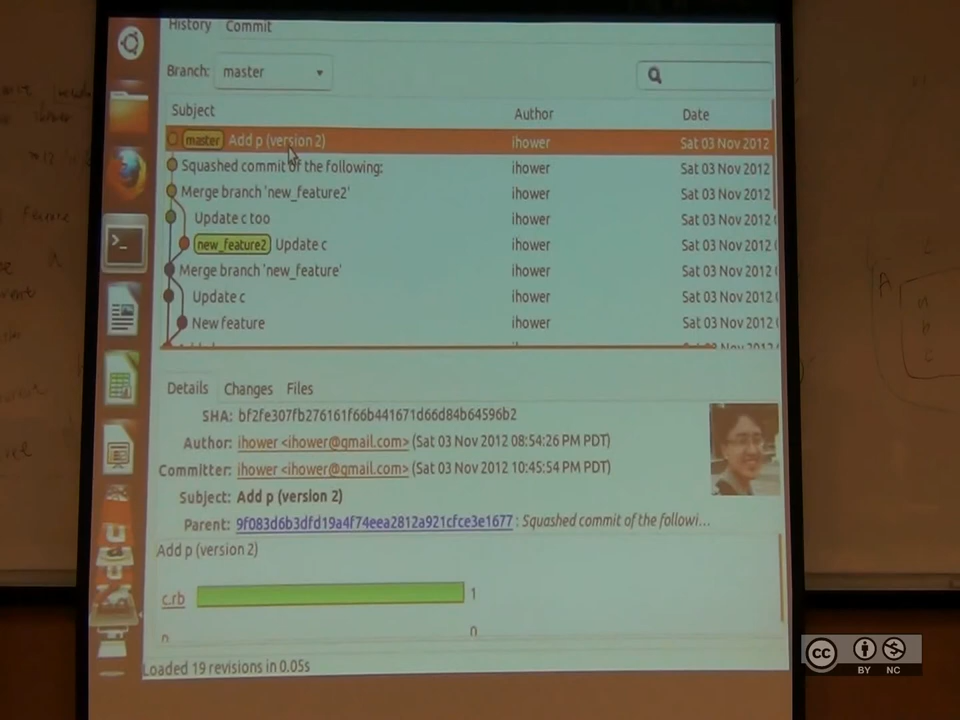 History Commit
Branch: master
Subject Author Date
master Add p (version 2) ihower Sat 03 Nov 2012
Squashed commit of the following: ihower Sat 03 Nov 2012
Merge branch 'new_feature2' ihower Sat 03 Nov 2012
Update c too ihower Sat 03 Nov 2012
new_feature2 Update c ihower Sat 03 Nov 2012
Merge branch 'new_feature' ihower Sat 03 Nov 2012
Update c ihower Sat 03 Nov 2012
New feature ihower Sat 03 Nov 2012
Details Changes Files
SHA: bf2fe307fb276161f66b441671d66d84b64596b2
Author: ihower <ihower@gmail.com> (Sat 03 Nov 2012 08:54:26 PM PDT)
Committer: ihower <ihower@gmail.com> (Sat 03 Nov 2012 10:45:54 PM PDT)
Subject: Add p (version 2)
Parent: 9f083d6b3dfd19a4f74eea2812a921cfce3e1677 : Squashed commit of the followi...
Add p (version 2)
c.rb 1
Loaded 19 revisions in 0.05s
CC BY NC